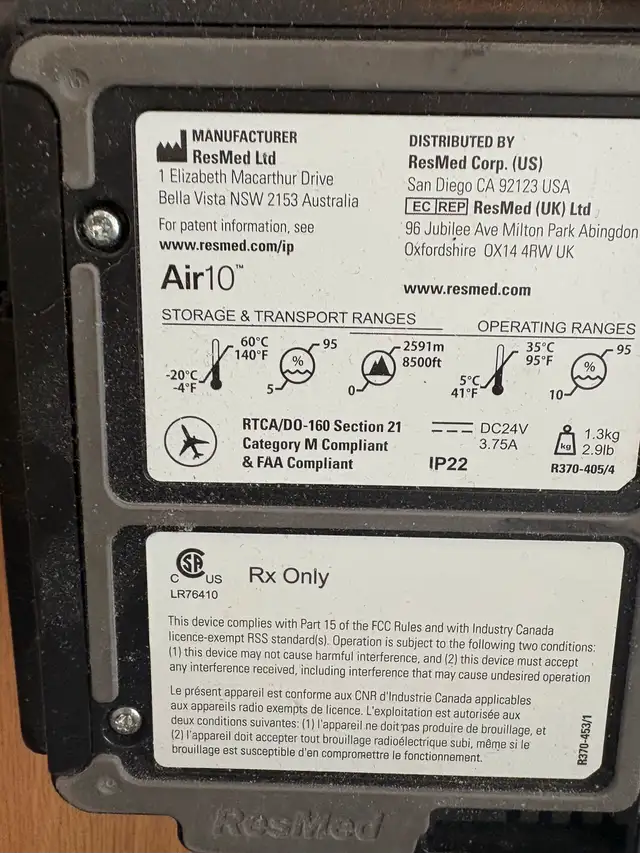 MANUFACTURER
ResMed Ltd
1 Elizabeth Macarthur Drive
Bella Vista NSW 2153 Australia
For patent information, see
www.resmed.com/ip
Air10™
DISTRIBUTED BY
ResMed Corp. (US)
San Diego CA 92123 USA
EC REP ResMed (UK) Ltd
96 Jubilee Ave Milton Park Abingdon
Oxfordshire OX14 4RW UK
www.resmed.com
STORAGE & TRANSPORT RANGES
60°C
140°F
-20°C
-4°F
95
%
5
2591m
8500ft
0
OPERATING RANGES
35°C
95°F
5°C
41°F
95
%
10
RTCA/DO-160 Section 21
Category M Compliant
& FAA Compliant
DC24V
3.75A
IP22
kg
1.3kg
2.9lb
R370-405/4
C SA US
LR76410
Rx Only
This device complies with Part 15 of the FCC Rules and with Industry Canada
licence-exempt RSS standard(s). Operation is subject to the following two conditions:
(1) this device may not cause harmful interference, and (2) this device must accept
any interference received, including interference that may cause undesired operation
Le présent appareil est conforme aux CNR d'Industrie Canada applicables
aux appareils radio exempts de licence. L'exploitation est autorisée aux
deux conditions suivantes: (1) l'appareil ne doit pas produire de brouillage, et
(2) l'appareil doit accepter tout brouillage radioélectrique subi, même si le
brouillage est susceptible d'en compromettre le fonctionnement.
R370-453/1
ResMed